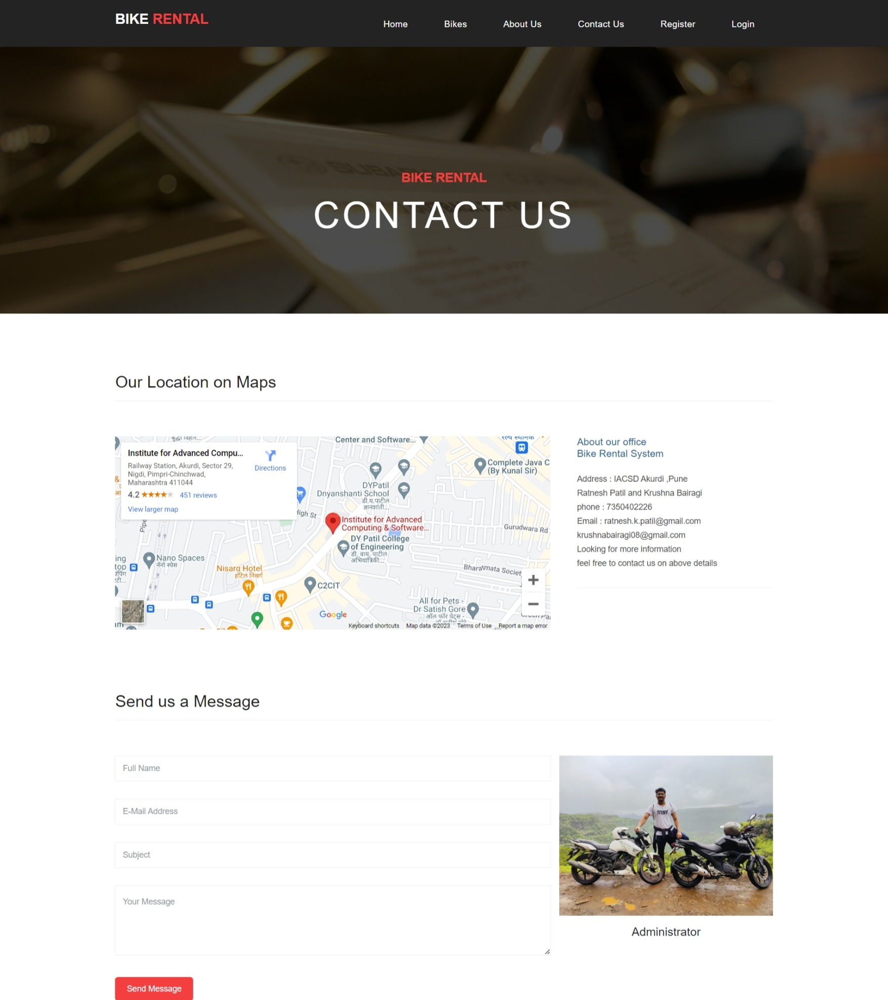 BIKE RENTAL
Home
Bikes
About Us
Contact Us
Register
Login
BIKE RENTAL
CONTACT US
Our Location on Maps
Center and Software...
Institute for Advanced Compu...
Railway Station, Akurdi, Sector 29,
Nigdi, Pimpri-Chinchwad,
Maharashtra 411044
4.2
451 reviews
View larger map
Directions
Complete Java C
(By Kunal Sir)
DYPatil
Dnyanshanti School
डी.य.पाटील
ज्ञानशांती...
High St
Institute for Advanced
Computing & Software...
Gurudwara Rd
DY Patil College
of Engineering
डी. वाय. पाटील
अभियांत्रिकी...
Nano Spaces
नॅनो स्पेस
Nisarg Hotel
हॉटेल निसर्ग
C2CIT
Bharatmata Societ
All for Pets -
Dr Satish Gore
ऑल फॉर पेट्स -
Google
Keyboard shortcuts
Map data ©2023
Terms of Use
Report a map error
About our office
Bike Rental System
Address : IACSD Akurdi ,Pune
Ratnesh Patil and Krushna Bairagi
phone : 7350402226
Email : ratnesh.k.patil@gmail.com
krushnabairagi08@gmail.com
Looking for more information
feel free to contact us on above details
Send us a Message
Full Name
E-Mail Address
Subject
Your Message
STAY
Administrator
Send Message